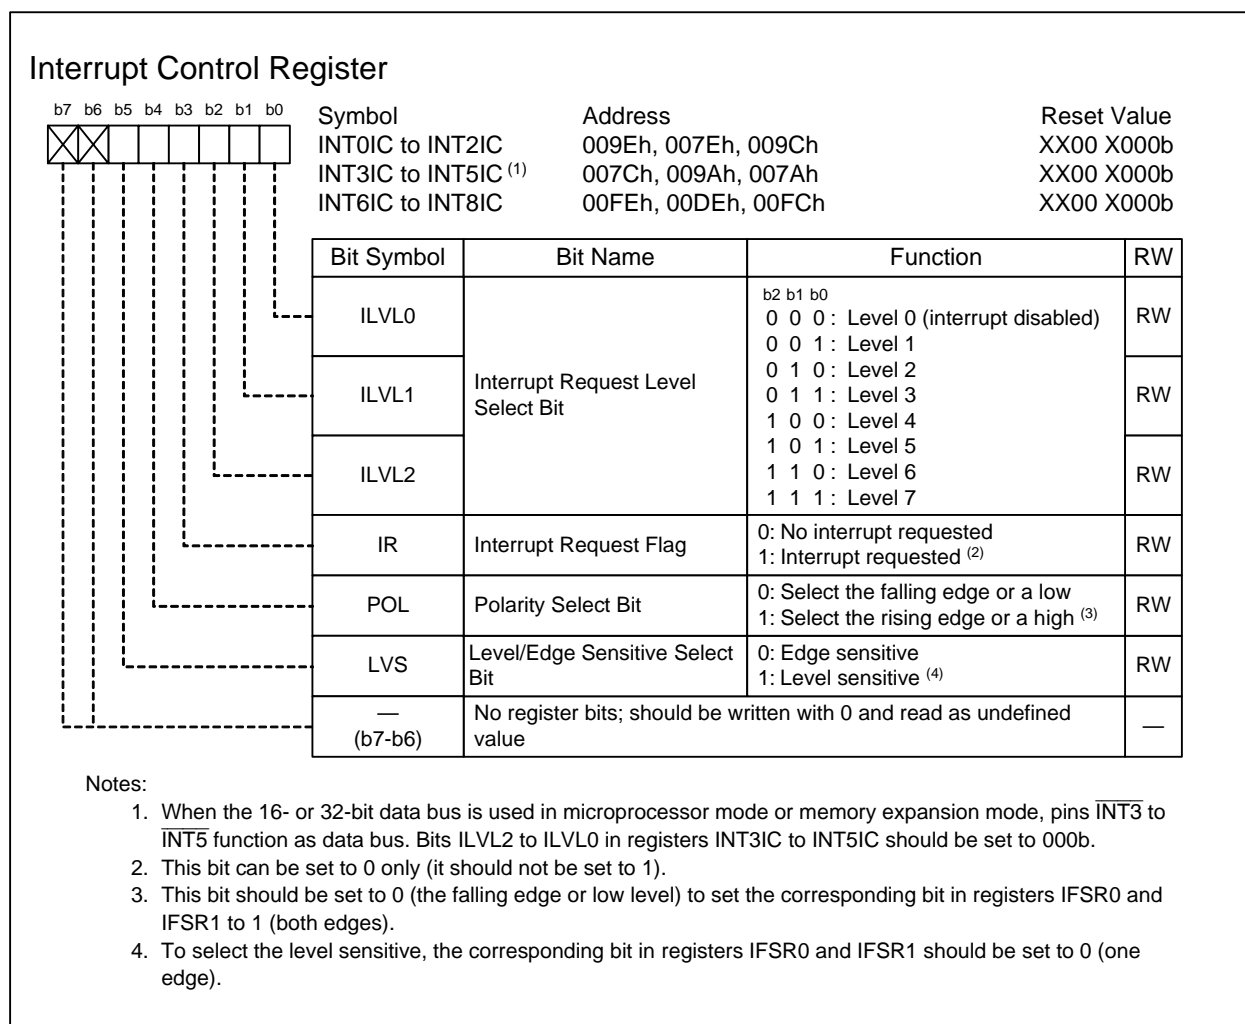 Interrupt Control Register
b7 b6 b5 b4 b3 b2 b1 b0
Symbol Address Reset Value
INT0IC to INT2IC 009Eh, 007Eh, 009Ch XX00 X000b
INT3IC to INT5IC (1) 007Ch, 009Ah, 007Ah XX00 X000b
INT6IC to INT8IC 00FEh, 00DEh, 00FCh XX00 X000b
Bit Symbol Bit Name Function RW
ILVL0
ILVL1
ILVL2
Interrupt Request Level
Select Bit
b2 b1 b0
0 0 0 : Level 0 (interrupt disabled)
0 0 1 : Level 1
0 1 0 : Level 2
0 1 1 : Level 3
1 0 0 : Level 4
1 0 1 : Level 5
1 1 0 : Level 6
1 1 1 : Level 7
RW
RW
RW
IR Interrupt Request Flag
0: No interrupt requested
1: Interrupt requested (2)
RW
POL Polarity Select Bit
0: Select the falling edge or a low
1: Select the rising edge or a high (3)
RW
LVS
Level/Edge Sensitive Select
Bit
0: Edge sensitive
1: Level sensitive (4)
RW
—
(b7-b6)
No register bits; should be written with 0 and read as undefined
value
—
Notes:
1. When the 16- or 32-bit data bus is used in microprocessor mode or memory expansion mode, pins I̅N̅T̅3̅ to
I̅N̅T̅5̅ function as data bus. Bits ILVL2 to ILVL0 in registers INT3IC to INT5IC should be set to 000b.
2. This bit can be set to 0 only (it should not be set to 1).
3. This bit should be set to 0 (the falling edge or low level) to set the corresponding bit in registers IFSR0 and
IFSR1 to 1 (both edges).
4. To select the level sensitive, the corresponding bit in registers IFSR0 and IFSR1 should be set to 0 (one
edge).